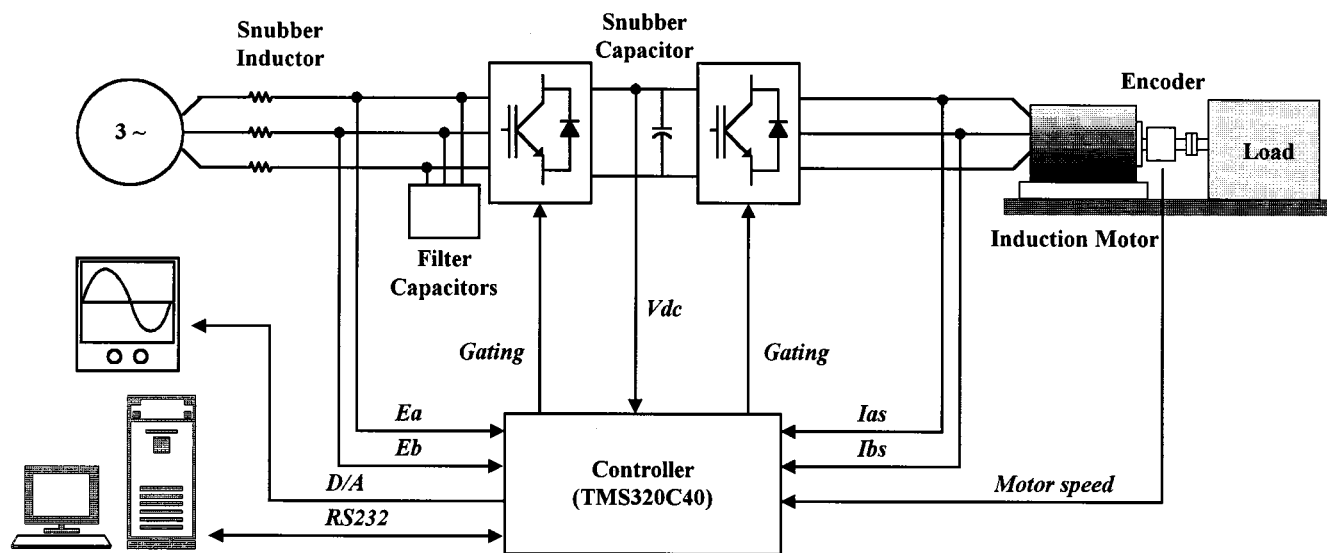 Snubber
Inductor
Snubber
Capacitor
Encoder
3 ~
Load
Induction Motor
Filter
Capacitors
Vdc
Gating
Gating
Ea
Eb
D/A
RS232
Ias
Ibs
Motor speed
Controller
(TMS320C40)